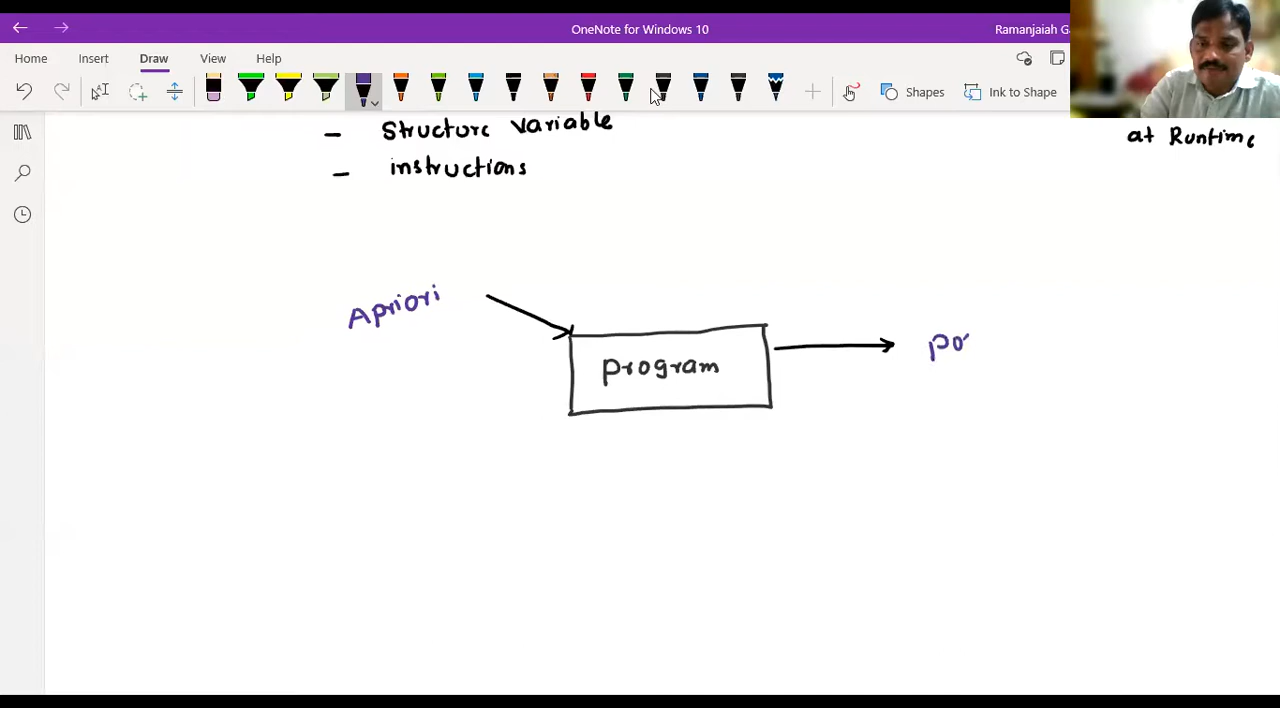 OneNote for Windows 10
Ramanjaiah G
Home Insert Draw View Help
Shapes Ink to Shape
- Structure Variable
at Runtime
- instructions
Apriori
program
po